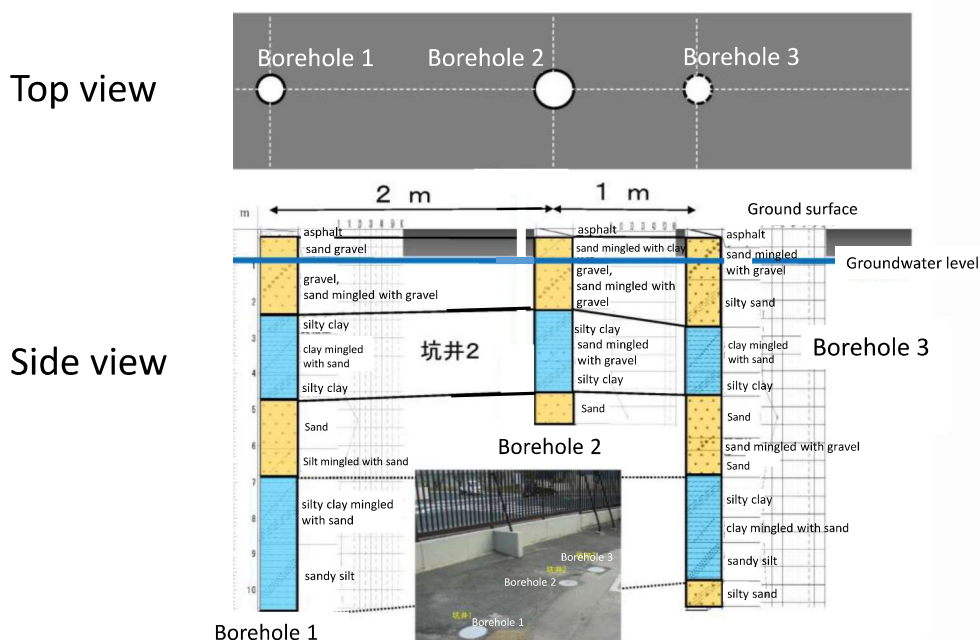 Top view
Borehole 1
Borehole 2
Borehole 3
2 m
1 m
m
Ground surface
Groundwater level
Side view
1
2
3
4
5
6
7
8
9
10
asphalt
sand gravel
gravel,
sand mingled with gravel
silty clay
clay mingled
with sand
silty clay
Sand
Silt mingled with sand
silty clay mingled
with sand
sandy silt
Borehole 1
坑井2
asphalt
sand mingled with clay
gravel,
sand mingled with
gravel
silty clay
sand mingled
with gravel
silty clay
Sand
Borehole 2
asphalt
sand mingled
with gravel
silty sand
clay mingled
with sand
silty clay
Sand
sand mingled with gravel
Sand
silty clay
clay mingled with sand
sandy silt
silty sand
Borehole 3
Borehole 3
坑井2
Borehole 2
坑井1
Borehole 1